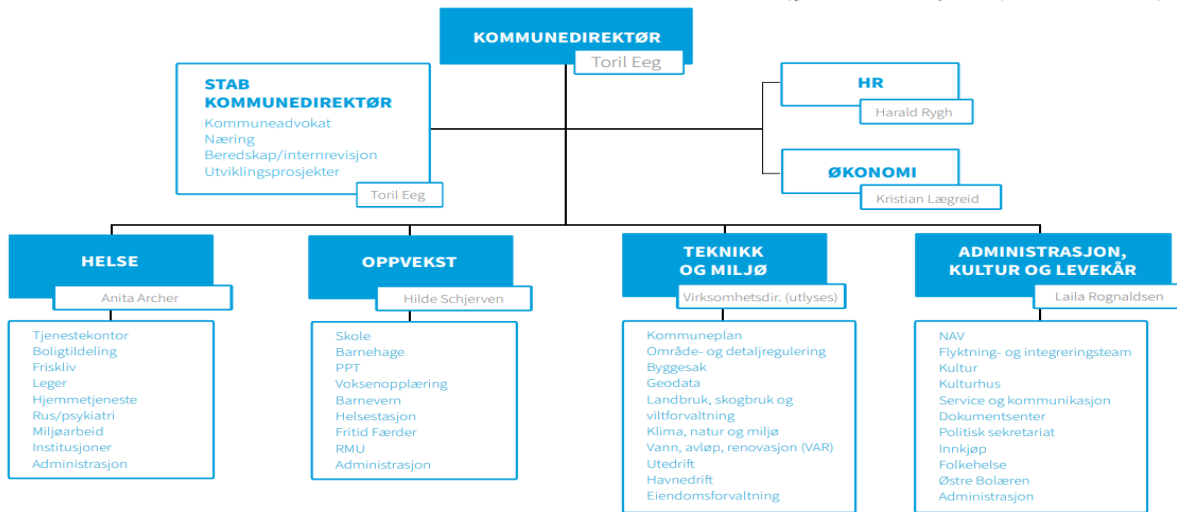 KOMMUNEDIREKTØR
Toril Eeg
STAB
KOMMUNEDIREKTØR
Kommuneadvokat
Næring
Beredskap/internrevisjon
Utviklingsprosjekter
Toril Eeg
HR
Harald Rygh
ØKONOMI
Kristian Lægreid
HELSE
Anita Archer
Tjenestekontor
Boligtildeling
Friskliv
Leger
Hjemmetjeneste
Rus/psykiatri
Miljøarbeid
Institusjoner
Administrasjon
OPPVEKST
Hilde Schjerven
Skole
Barnehage
PPT
Voksenopplæring
Barnevern
Helsestasjon
Fritid Færder
RMU
Administrasjon
TEKNIKK
OG MILJØ
Virksomhetsdir. (utlyses)
Kommuneplan
Område- og detaljregulering
Byggesak
Geodata
Landbruk, skogbruk og
viltforvaltning
Klima, natur og miljø
Vann, avløp, renovasjon (VAR)
Utedrift
Havnedrift
Eiendomsforvaltning
ADMINISTRASJON,
KULTUR OG LEVEKÅR
Laila Rognaldsen
NAV
Flyktning- og integreringsteam
Kultur
Kulturhus
Service og kommunikasjon
Dokumentsenter
Politisk sekretariat
Innkjøp
Folkehelse
Østre Bolæren
Administrasjon